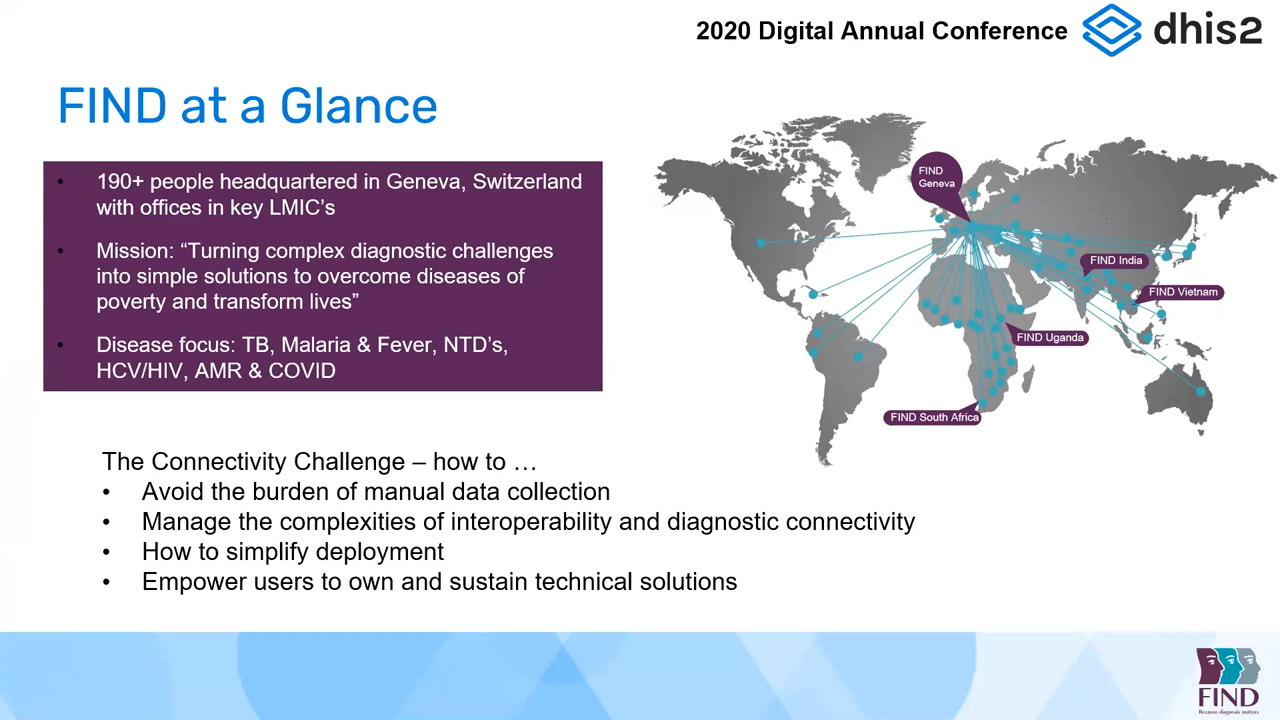 2020 Digital Annual Conference
dhis2
FIND at a Glance
• 190+ people headquartered in Geneva, Switzerland
with offices in key LMIC's
• Mission: “Turning complex diagnostic challenges
into simple solutions to overcome diseases of
poverty and transform lives”
• Disease focus: TB, Malaria & Fever, NTD's,
HCV/HIV, AMR & COVID
FIND
Geneva
FIND India
FIND Vietnam
FIND Uganda
FIND South Africa
The Connectivity Challenge – how to …
• Avoid the burden of manual data collection
• Manage the complexities of interoperability and diagnostic connectivity
• How to simplify deployment
• Empower users to own and sustain technical solutions
FIND
Because diagnosis matters